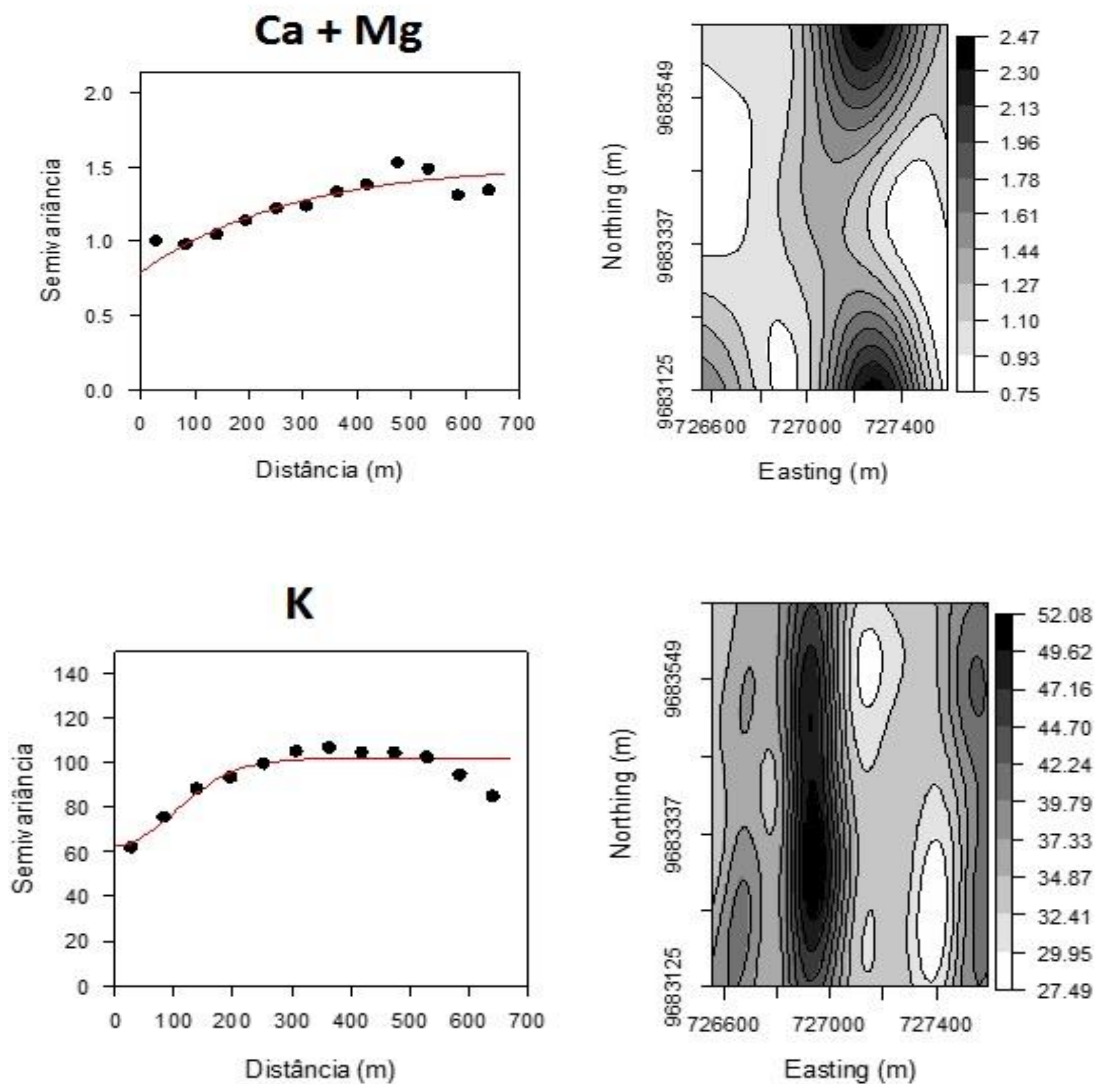 Ca + Mg
2.0
1.5
1.0
0.5
0.0
Semivariância
0 100 200 300 400 500 600 700
Distância (m)
9683549
9683337
9683125
Northing (m)
726600 727000 727400
Easting (m)
2.47
2.30
2.13
1.96
1.78
1.61
1.44
1.27
1.10
0.93
0.75
K
140
120
100
80
60
40
20
0
Semivariância
0 100 200 300 400 500 600 700
Distância (m)
9683549
9683337
9683125
Northing (m)
726600 727000 727400
Easting (m)
52.08
49.62
47.16
44.70
42.24
39.79
37.33
34.87
32.41
29.95
27.49